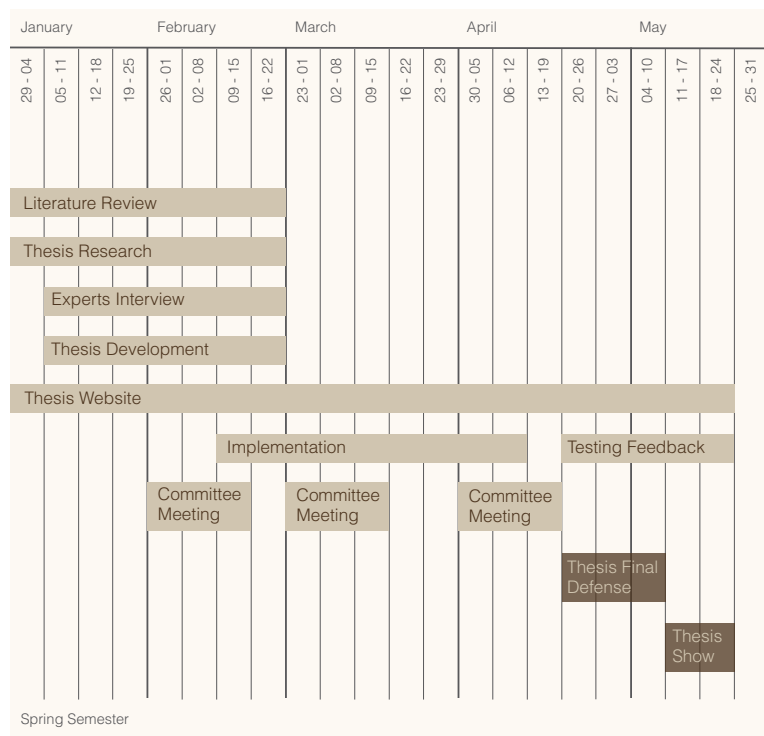 January February March April May
29 - 04 05 - 11 12 - 18 19 - 25 26 - 01 02 - 08 09 - 15 16 - 22 23 - 01 02 - 08 09 - 15 16 - 22 23 - 29 30 - 05 06 - 12 13 - 19 20 - 26 27 - 03 04 - 10 11 - 17 18 - 24 25 - 31
Literature Review
Thesis Research
Experts Interview
Thesis Development
Thesis Website
Implementation Testing Feedback
Committee
Meeting
Committee
Meeting
Committee
Meeting
Thesis Final
Defense
Thesis
Show
Spring Semester